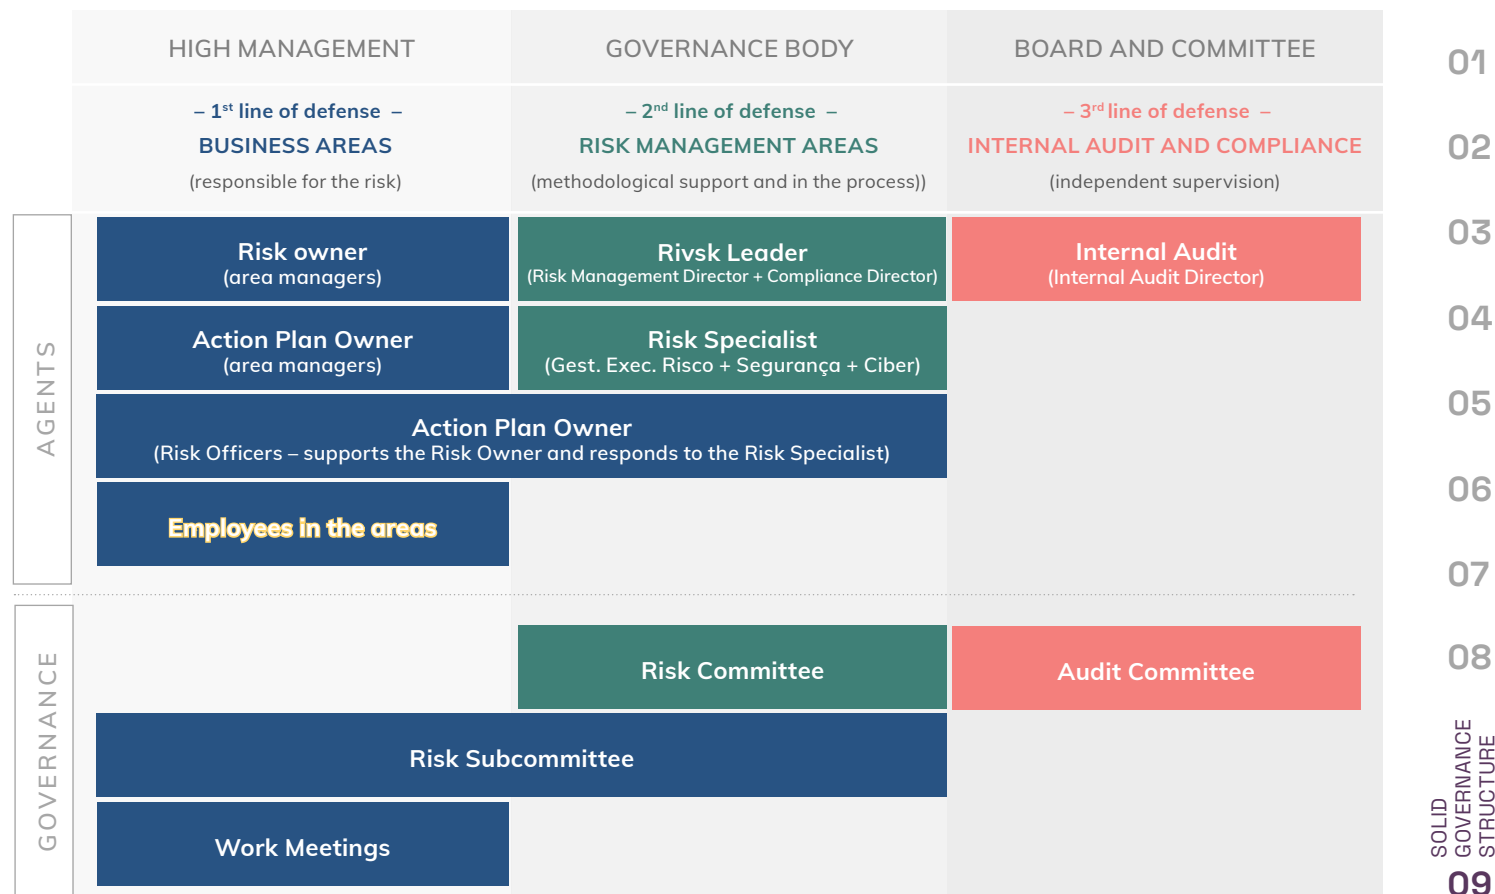 HIGH MANAGEMENT
GOVERNANCE BODY
BOARD AND COMMITTEE
– 1st line of defense –
BUSINESS AREAS
(responsible for the risk)
– 2nd line of defense –
RISK MANAGEMENT AREAS
(methodological support and in the process))
– 3rd line of defense –
INTERNAL AUDIT AND COMPLIANCE
(independent supervision)
AGENTS
Risk owner
(area managers)
Rivsk Leader
(Risk Management Director + Compliance Director)
Internal Audit
(Internal Audit Director)
Action Plan Owner
(area managers)
Risk Specialist
(Gest. Exec. Risco + Segurança + Ciber)
Action Plan Owner
(Risk Officers – supports the Risk Owner and responds to the Risk Specialist)
Employees in the areas
GOVERNANCE
Risk Committee
Audit Committee
Risk Subcommittee
Work Meetings
01
02
03
04
05
06
07
08
SOLID
GOVERNANCE
STRUCTURE
09